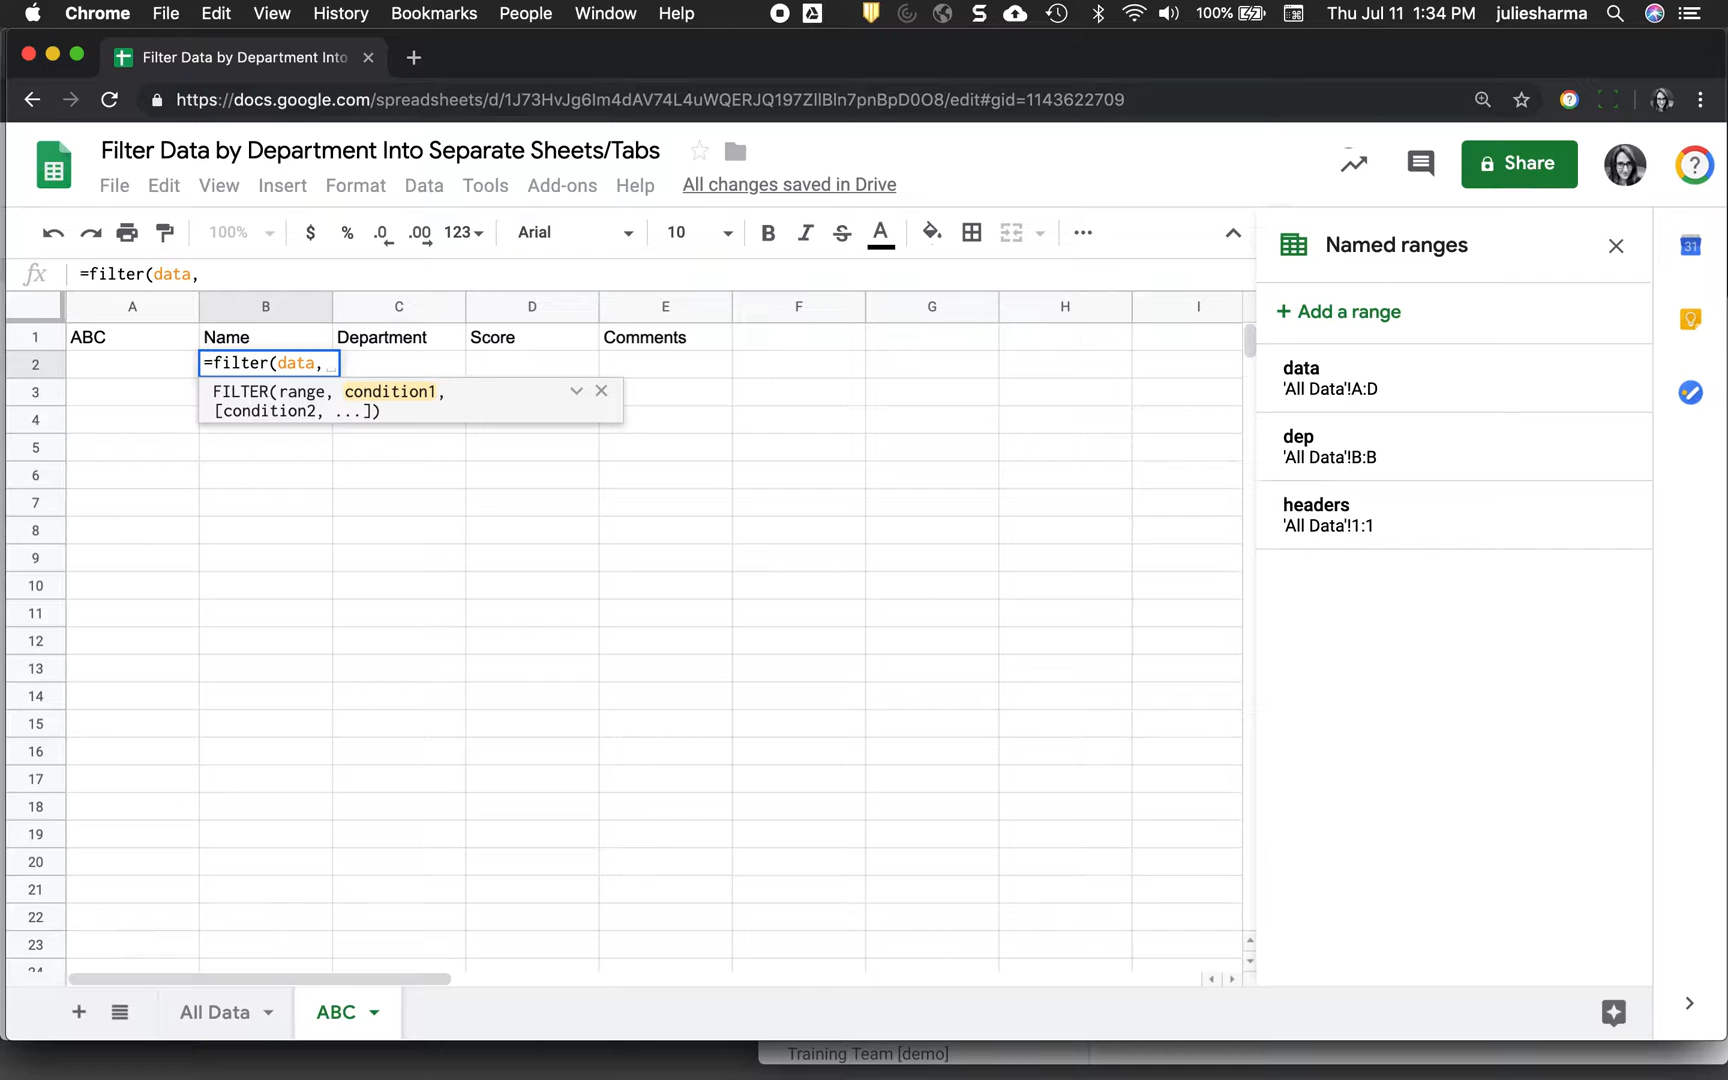 Chrome File Edit View History Bookmarks People Window Help 100% Thu Jul 11 1:34 PM juliesharma
Filter Data by Department Into
https://docs.google.com/spreadsheets/d/1J73HvJg6Im4dAV74L4uWQERJQ197ZllBln7pnBpD0O8/edit#gid=1143622709
Filter Data by Department Into Separate Sheets/Tabs
File Edit View Insert Format Data Tools Add-ons Help All changes saved in Drive
Share
100% $ % .0 .00 123 Arial 10 B I S A
Named ranges
fx =filter(data,
+ Add a range
A B C D E F G H I
1 ABC Name Department Score Comments
2 =filter(data,
FILTER(range, condition1,
[condition2, ...])
data
'All Data'!A:D
dep
'All Data'!B:B
headers
'All Data'!1:1
3
4
5
6
7
8
9
10
11
12
13
14
15
16
17
18
19
20
21
22
23
24
31
All Data ABC
Training Team [demo]